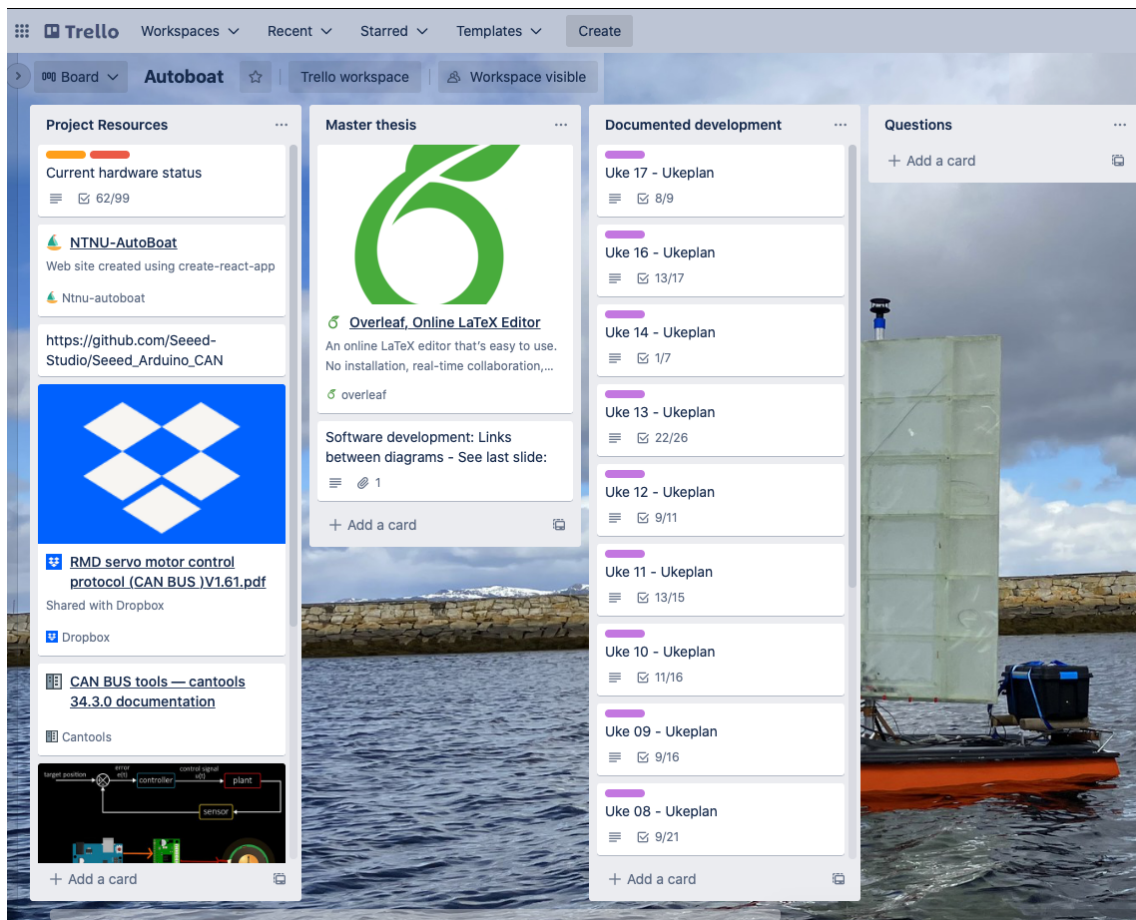 Trello
Workspaces
Recent
Starred
Templates
Create
Board
Autoboat
Trello workspace
Workspace visible
Project Resources
Current hardware status
62/99
NTNU-AutoBoat
Web site created using create-react-app
Ntnu-autoboat
https://github.com/Seeed-
Studio/Seeed_Arduino_CAN
RMD servo motor control
protocol (CAN BUS )V1.61.pdf
Shared with Dropbox
Dropbox
CAN BUS tools — cantools
34.3.0 documentation
Cantools
target position
error
e(t)
controller
control signal
u(t)
plant
sensor
+ Add a card
Master thesis
Overleaf, Online LaTeX Editor
An online LaTeX editor that's easy to use.
No installation, real-time collaboration,...
overleaf
Software development: Links
between diagrams - See last slide:
1
+ Add a card
Documented development
Uke 17 - Ukeplan
8/9
Uke 16 - Ukeplan
13/17
Uke 14 - Ukeplan
1/7
Uke 13 - Ukeplan
22/26
Uke 12 - Ukeplan
9/11
Uke 11 - Ukeplan
13/15
Uke 10 - Ukeplan
11/16
Uke 09 - Ukeplan
9/16
Uke 08 - Ukeplan
9/21
+ Add a card
Questions
+ Add a card